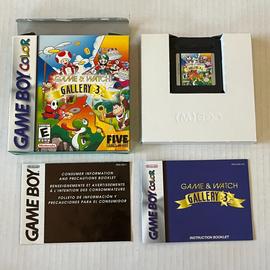 GAME BOY COLOR
GAME & WATCH
GALLERY 3
E
FIVE
GAME BOY
CONSUMER INFORMATION
AND PRECAUTIONS BOOKLET
RENSEIGNEMENTS ET AVERTISSEMENTS
À L'INTENTION DES CONSOMMATEURS
FOLLETO DE INFORMACIÓN Y
PRECAUCIONES PARA EL CONSUMIDOR
GAME BOY COLOR
GAME & WATCH
GALLERY 3
INSTRUCTION BOOKLET